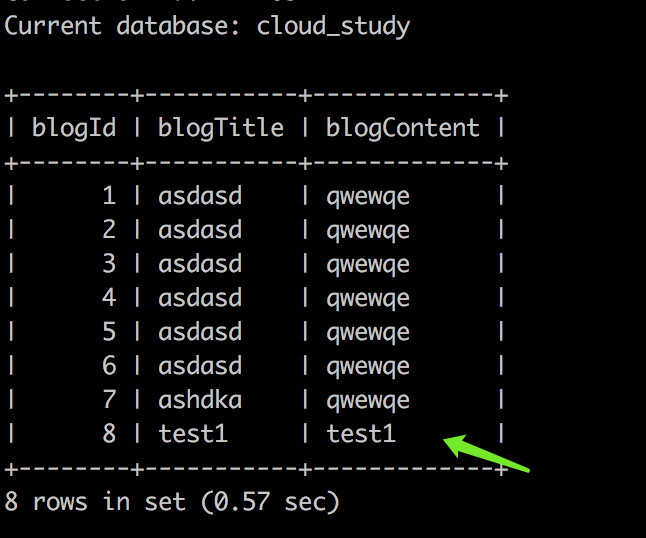 Current database: cloud_study
+--------+-----------+-------------+
| blogId | blogTitle | blogContent |
+--------+-----------+-------------+
|      1 | asdasd    | qwewqe      |
|      2 | asdasd    | qwewqe      |
|      3 | asdasd    | qwewqe      |
|      4 | asdasd    | qwewqe      |
|      5 | asdasd    | qwewqe      |
|      6 | asdasd    | qwewqe      |
|      7 | ashdka    | qwewqe      |
|      8 | test1     | test1       |
+--------+-----------+-------------+
8 rows in set (0.57 sec)